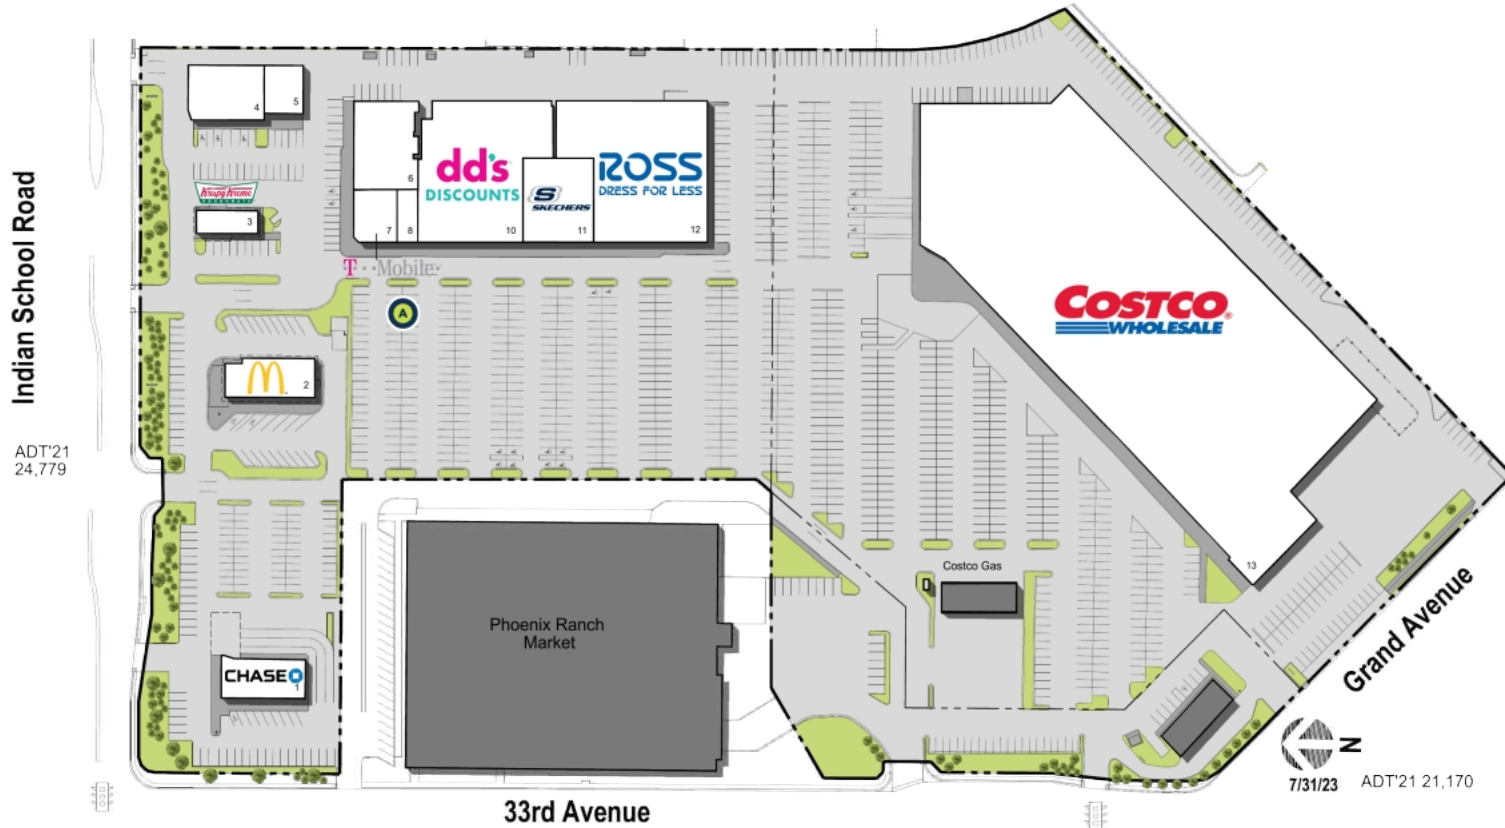 Indian School Road
ADT'21
24,779
4
5
Krispy Kreme
DOUGHNUTS
3
M
2
CHASE
1
6
7
8
T · · Mobile
A
dd's
DISCOUNTS
10
SKECHERS
11
ROSS
DRESS FOR LESS
12
COSTCO
WHOLESALE
13
Costco Gas
Phoenix Ranch
Market
33rd Avenue
Grand Avenue
N
7/31/23
ADT'21 21,170